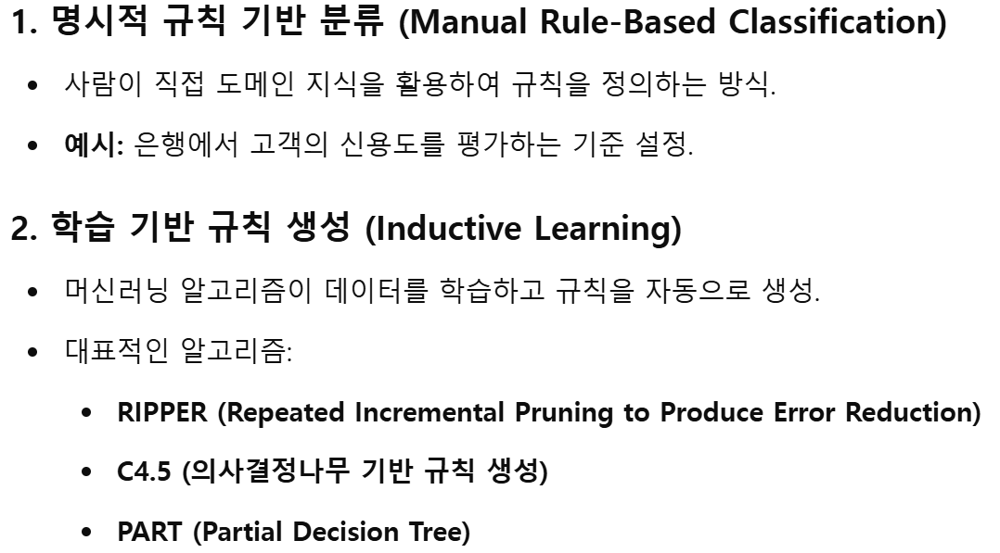 1. 명시적 규칙 기반 분류 (Manual Rule-Based Classification)
• 사람이 직접 도메인 지식을 활용하여 규칙을 정의하는 방식.
• 예시: 은행에서 고객의 신용도를 평가하는 기준 설정.
2. 학습 기반 규칙 생성 (Inductive Learning)
• 머신러닝 알고리즘이 데이터를 학습하고 규칙을 자동으로 생성.
• 대표적인 알고리즘:
• RIPPER (Repeated Incremental Pruning to Produce Error Reduction)
• C4.5 (의사결정나무 기반 규칙 생성)
• PART (Partial Decision Tree)